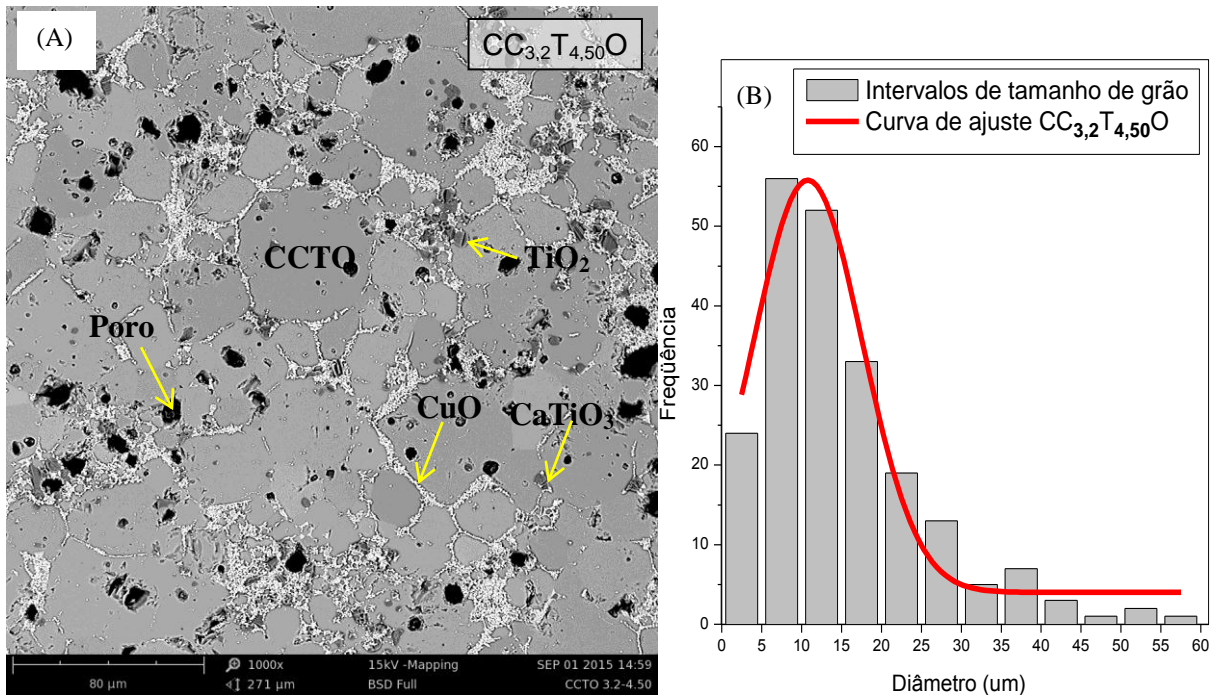 (A)
CC3,2T4,50O
CCTO
TiO2
Poro
CuO
CaTiO3
80 µm
1000x
15kV -Mapping
SEP 01 2015 14:59
271 µm
BSD Full
CCTO 3.2-4.50
(B)
Intervalos de tamanho de grão
Curva de ajuste CC3,2T4,50O
Freqüência
60
50
40
30
20
10
0
0 5 10 15 20 25 30 35 40 45 50 55 60
Diâmetro (um)